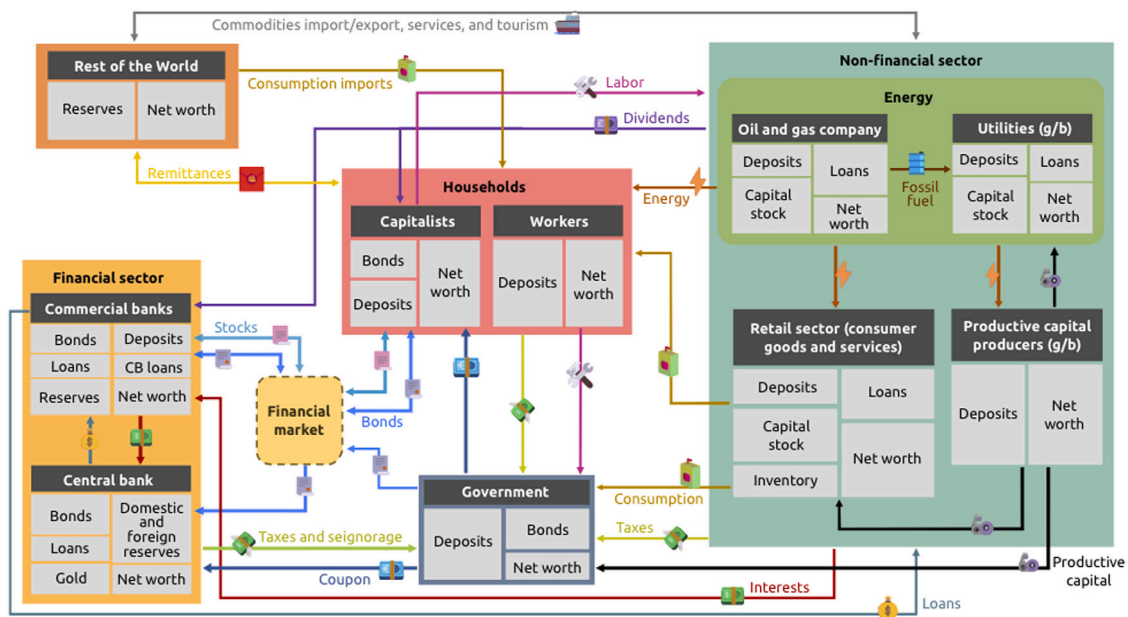 Commodities import/export, services, and tourism
Rest of the World
Reserves
Net worth
Consumption imports
Labor
Dividends
Remittances
Non-financial sector
Energy
Oil and gas company
Deposits
Loans
Capital
stock
Net
worth
Fossil
fuel
Utilities (g/b)
Deposits
Loans
Capital
stock
Net
worth
Households
Energy
Capitalists
Bonds
Deposits
Net
worth
Workers
Deposits
Net
worth
Financial sector
Commercial banks
Bonds
Deposits
Loans
CB loans
Reserves
Net worth
Stocks
Financial
market
Bonds
Retail sector (consumer
goods and services)
Deposits
Loans
Capital
stock
Net worth
Inventory
Productive capital
producers (g/b)
Deposits
Net
worth
Central bank
Bonds
Domestic
and
foreign
reserves
Loans
Gold
Net worth
Taxes and seignorage
Coupon
Government
Deposits
Bonds
Net worth
Consumption
Taxes
Interests
Productive
capital
Loans